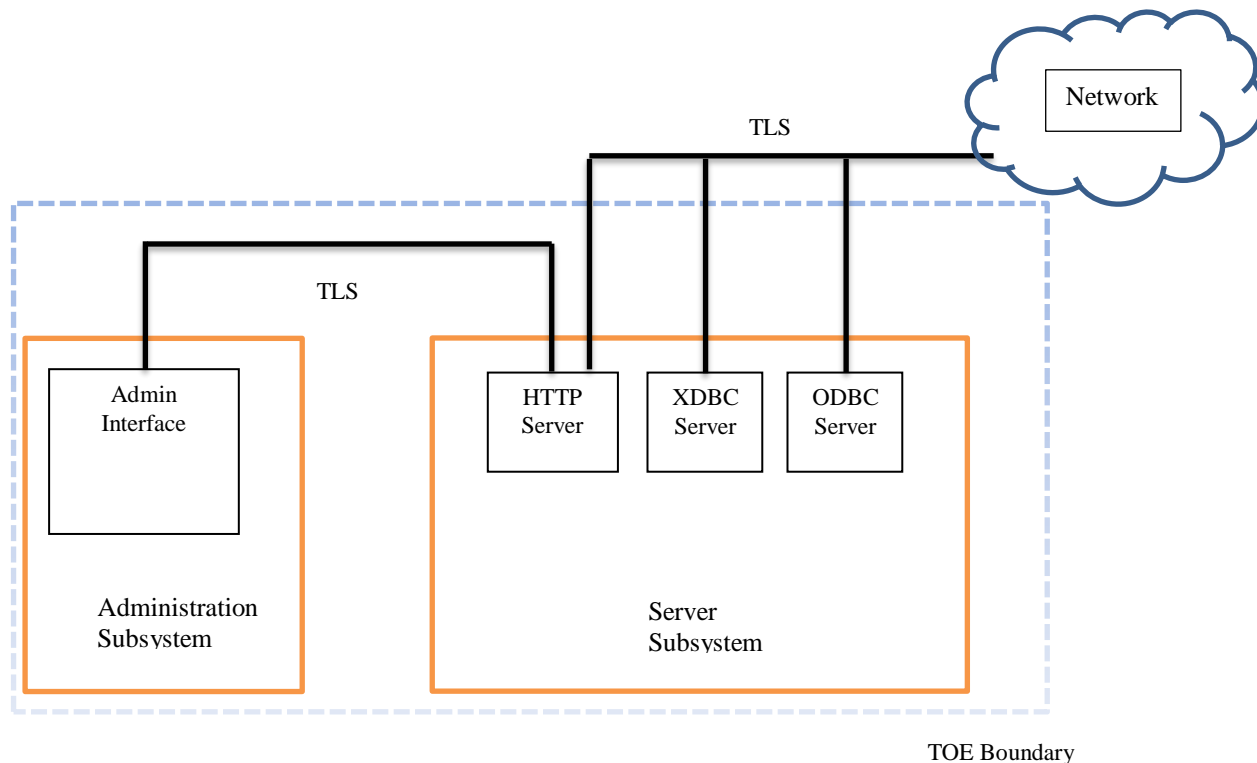 Network
TLS
TLS
Admin
Interface
HTTP
Server
XDBC
Server
ODBC
Server
Administration
Subsystem
Server
Subsystem
TOE Boundary